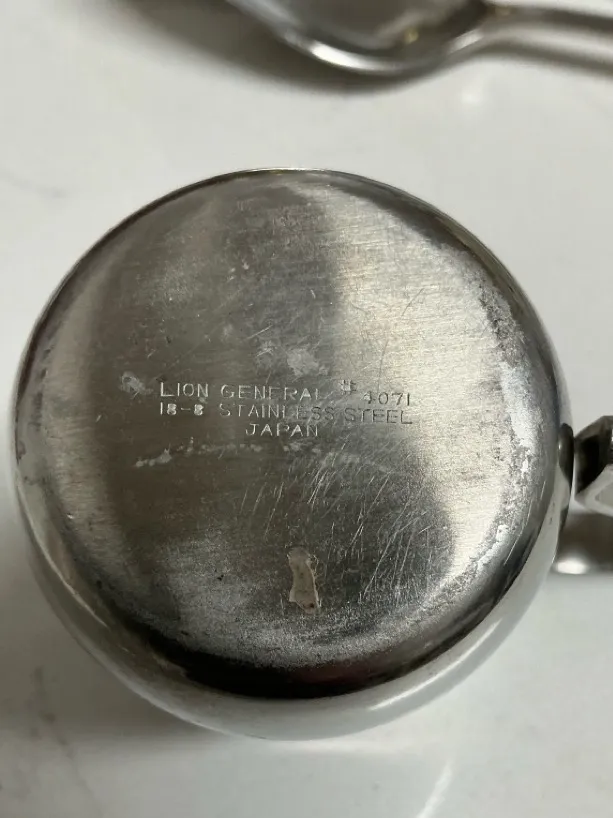 LION GENERAL # 4071
18-8 STAINLESS STEEL
JAPAN